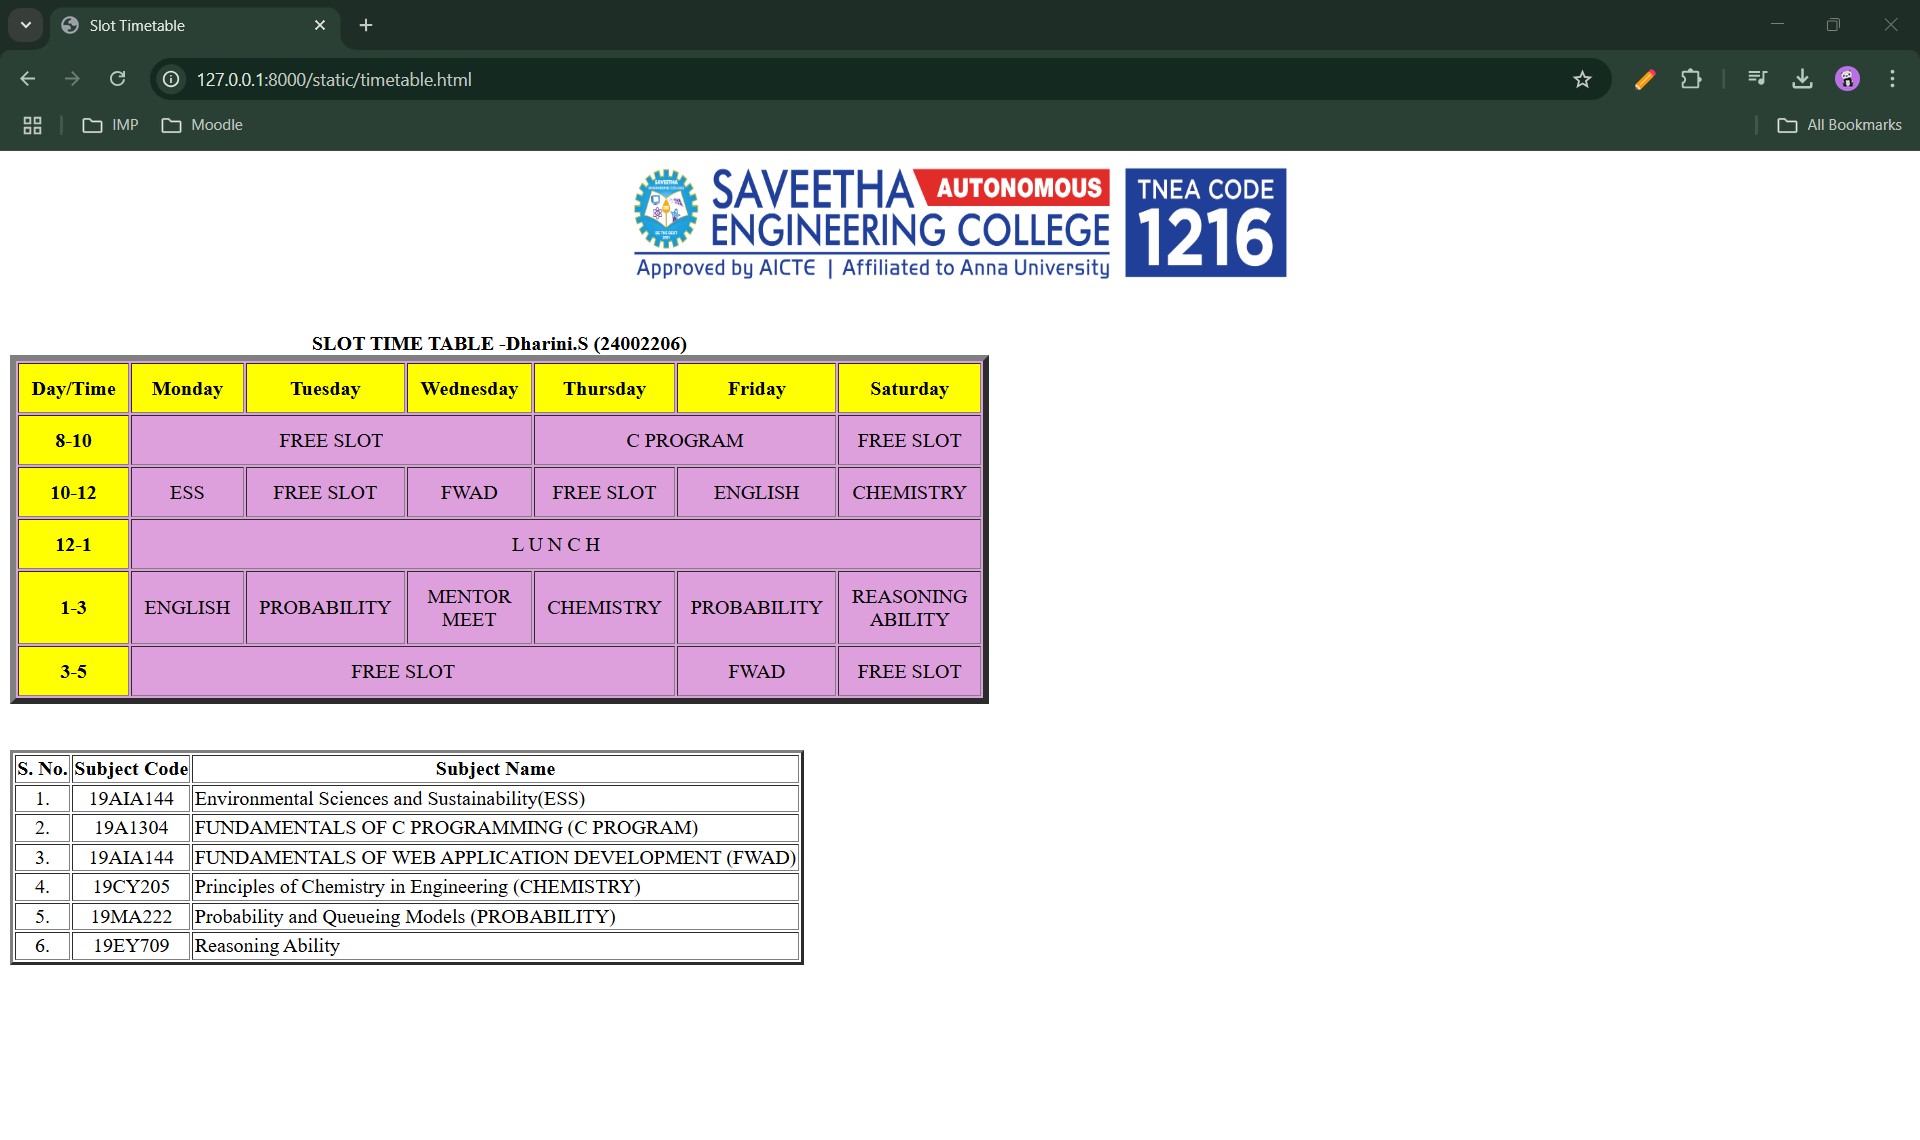 Slot Timetable
127.0.0.1:8000/static/timetable.html
IMP Moodle All Bookmarks
SAVEETHA AUTONOMOUS
ENGINEERING COLLEGE
Approved by AICTE | Affiliated to Anna University
TNEA CODE
1216
SLOT TIME TABLE -Dharini.S (24002206)
Day/Time Monday Tuesday Wednesday Thursday Friday Saturday
8-10 FREE SLOT C PROGRAM FREE SLOT
10-12 ESS FREE SLOT FWAD FREE SLOT ENGLISH CHEMISTRY
12-1 L U N C H
1-3 ENGLISH PROBABILITY MENTOR MEET CHEMISTRY PROBABILITY REASONING ABILITY
3-5 FREE SLOT FWAD FREE SLOT
S. No. Subject Code Subject Name
1. 19AIA144 Environmental Sciences and Sustainability(ESS)
2. 19A1304 FUNDAMENTALS OF C PROGRAMMING (C PROGRAM)
3. 19AIA144 FUNDAMENTALS OF WEB APPLICATION DEVELOPMENT (FWAD)
4. 19CY205 Principles of Chemistry in Engineering (CHEMISTRY)
5. 19MA222 Probability and Queueing Models (PROBABILITY)
6. 19EY709 Reasoning Ability